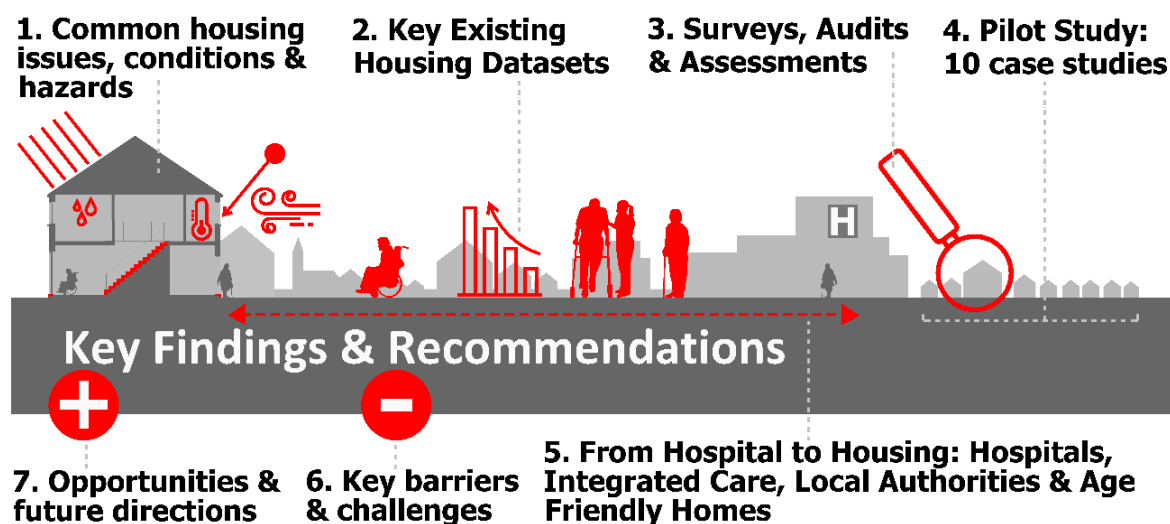 1. Common housing
issues, conditions &
hazards
2. Key Existing
Housing Datasets
3. Surveys, Audits
& Assessments
4. Pilot Study:
10 case studies
H
Key Findings & Recommendations
7. Opportunities &
future directions
6. Key barriers
& challenges
5. From Hospital to Housing: Hospitals,
Integrated Care, Local Authorities & Age
Friendly Homes